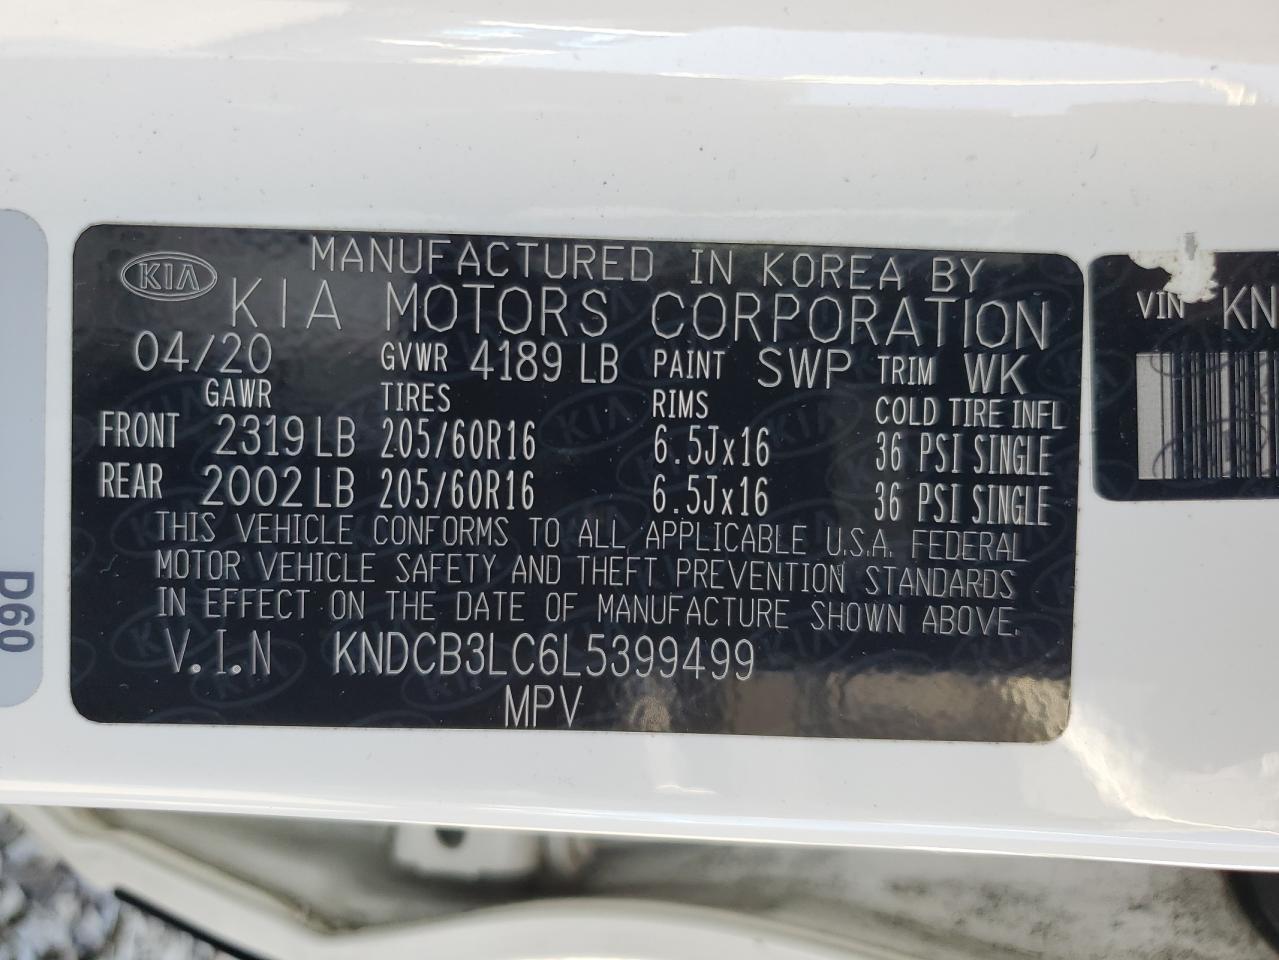 MANUFACTURED IN KOREA BY
KIA KIA MOTORS CORPORATION
04/20 GVWR 4189 LB PAINT SWP TRIM WK
GAWR TIRES RIMS COLD TIRE INFL
FRONT 2319 LB 205/60R16 6.5Jx16 36 PSI SINGLE
REAR 2002 LB 205/60R16 6.5Jx16 36 PSI SINGLE
THIS VEHICLE CONFORMS TO ALL APPLICABLE U.S.A. FEDERAL
MOTOR VEHICLE SAFETY AND THEFT PREVENTION STANDARDS
IN EFFECT ON THE DATE OF MANUFACTURE SHOWN ABOVE.
V.I.N KNDCB3LC6L5399499
MPV
VIN KN
D60